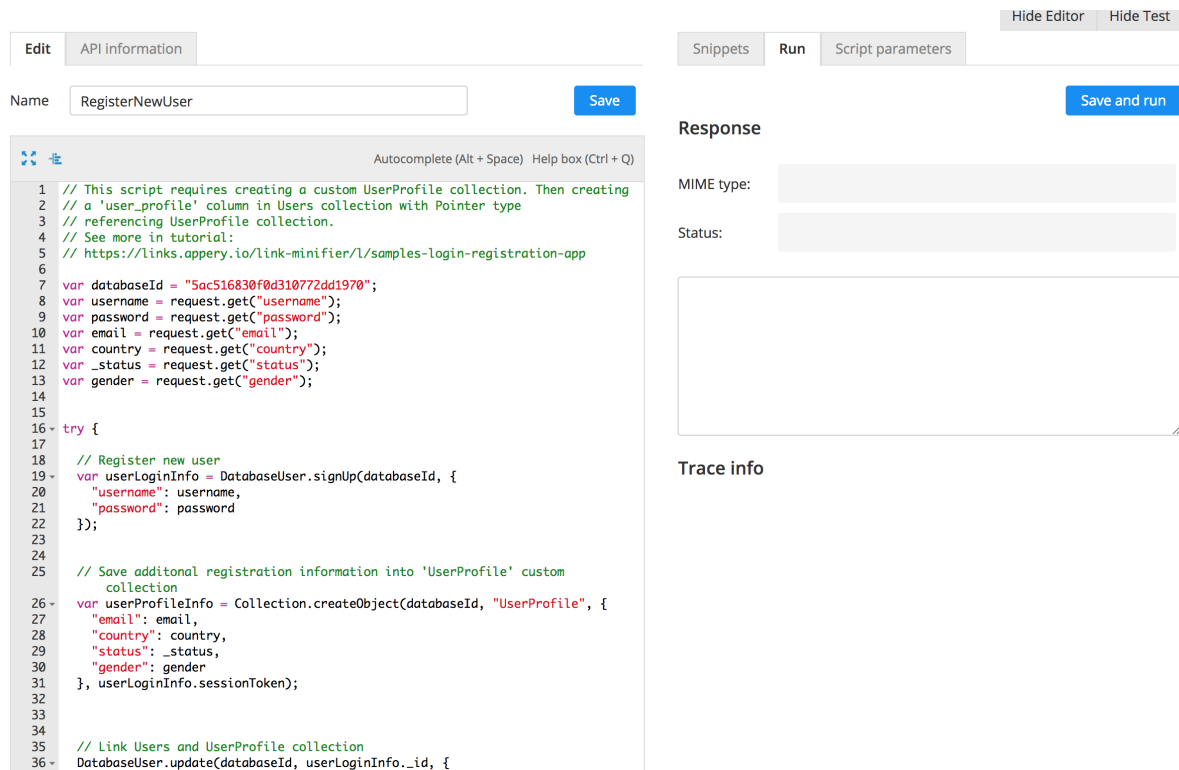 Hide Editor Hide Test
Edit API information
Snippets Run Script parameters
Name RegisterNewUser Save
Save and run
Response
Autocomplete (Alt + Space) Help box (Ctrl + Q)
MIME type:
Status:
Trace info
1 // This script requires creating a custom UserProfile collection. Then creating
2 // a 'user_profile' column in Users collection with Pointer type
3 // referencing UserProfile collection.
4 // See more in tutorial:
5 // https://links.appery.io/link-minifier/l/samples-login-registration-app
6
7 var databaseId = "5ac516830f0d310772dd1970";
8 var username = request.get("username");
9 var password = request.get("password");
10 var email = request.get("email");
11 var country = request.get("country");
12 var _status = request.get("status");
13 var gender = request.get("gender");
14
15
16 try {
17
18 // Register new user
19 var userLoginInfo = DatabaseUser.signUp(databaseId, {
20 "username": username,
21 "password": password
22 });
23
24
25 // Save additonal registration information into 'UserProfile' custom
collection
26 var userProfileInfo = Collection.createObject(databaseId, "UserProfile", {
27 "email": email,
28 "country": country,
29 "status": _status,
30 "gender": gender
31 }, userLoginInfo.sessionToken);
32
33
34
35 // Link Users and UserProfile collection
36 DatabaseUser.update(databaseId, userLoginInfo._id, {